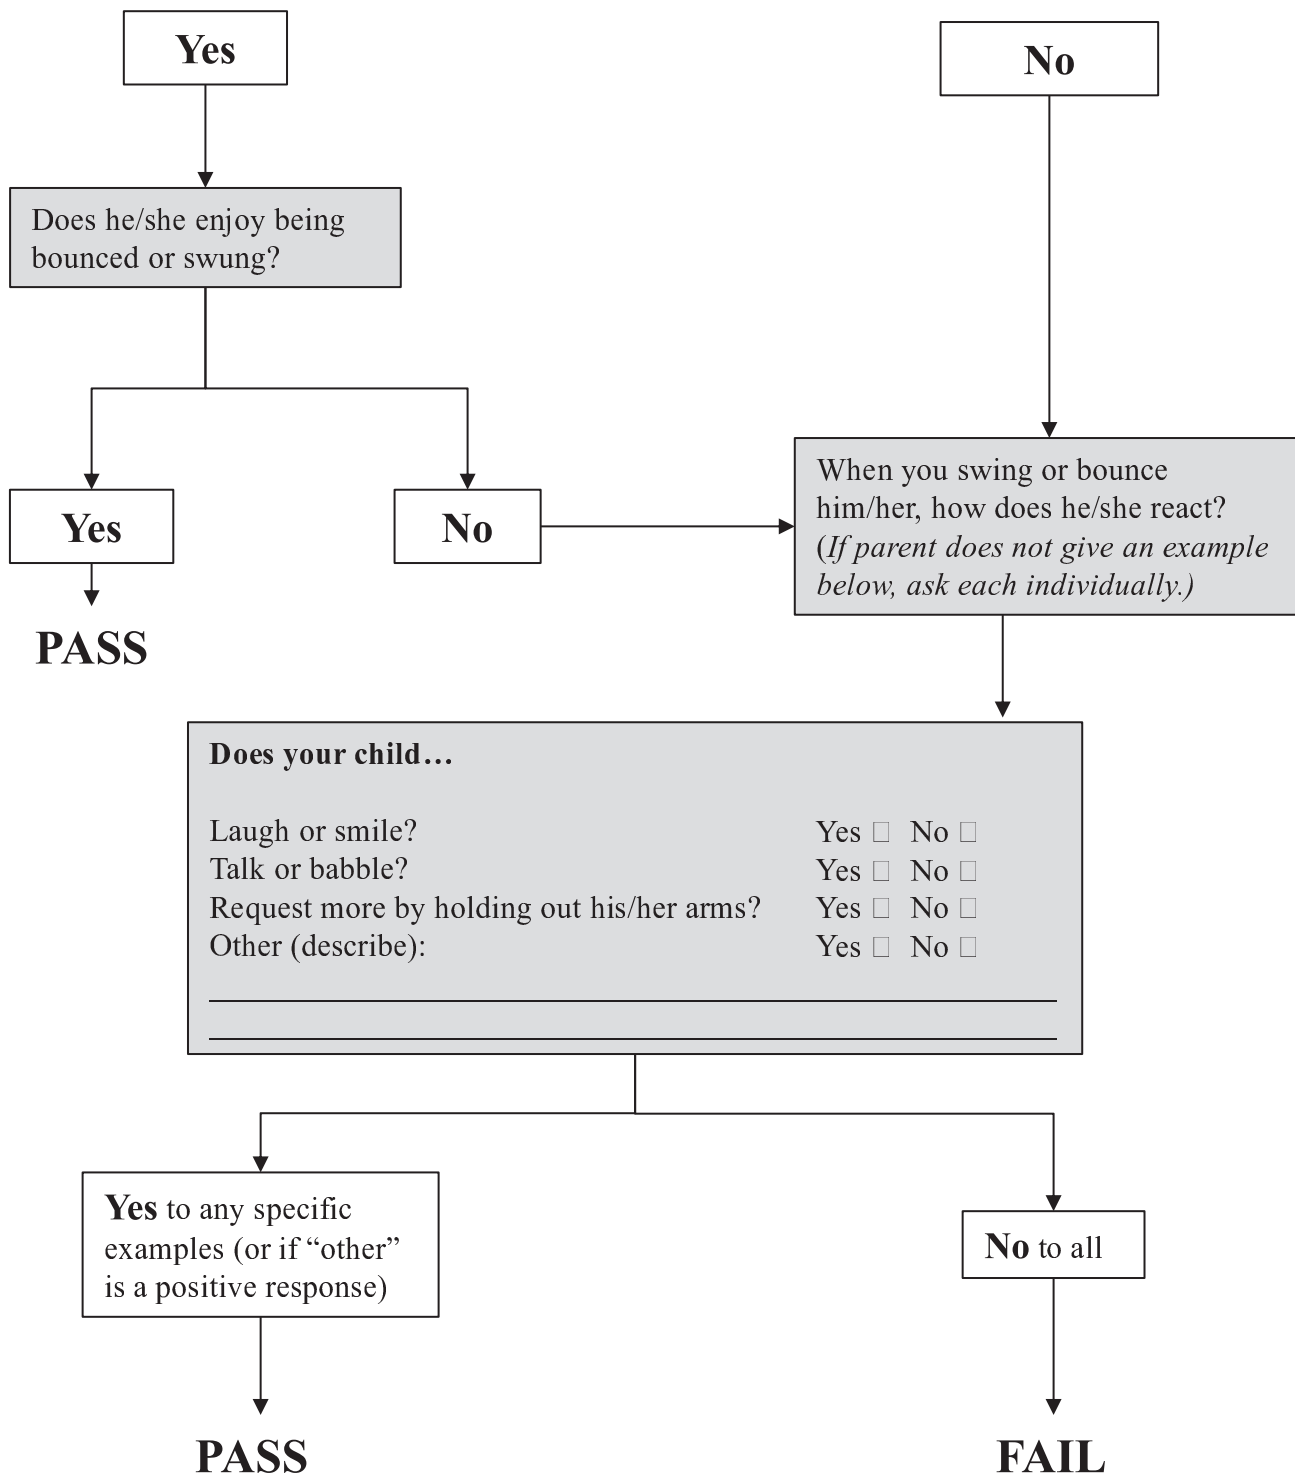 Yes
No
Does he/she enjoy being
bounced or swung?
Yes
No
When you swing or bounce
him/her, how does he/she react?
(If parent does not give an example
below, ask each individually.)
PASS
Does your child…
Laugh or smile? Yes □ No □
Talk or babble? Yes □ No □
Request more by holding out his/her arms? Yes □ No □
Other (describe): Yes □ No □
Yes to any specific
examples (or if “other”
is a positive response)
No to all
PASS
FAIL